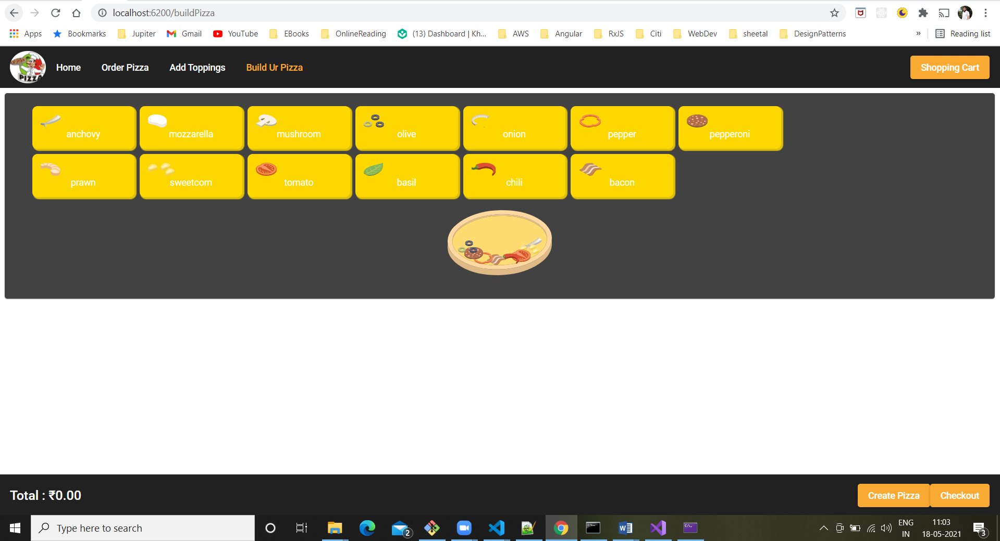 localhost:6200/buildPizza
Apps Bookmarks Jupiter Gmail YouTube EBooks OnlineReading (13) Dashboard | Kh... AWS Angular RxJS Citi WebDev sheetal DesignPatterns » Reading list
PIZZA Home Order Pizza Add Toppings Build Ur Pizza Shopping Cart
anchovy mozzarella mushroom olive onion pepper pepperoni
prawn sweetcorn tomato basil chili bacon
Total : ₹0.00 Create Pizza Checkout
Type here to search 2 ENG 11:03
IN 18-05-2021 3